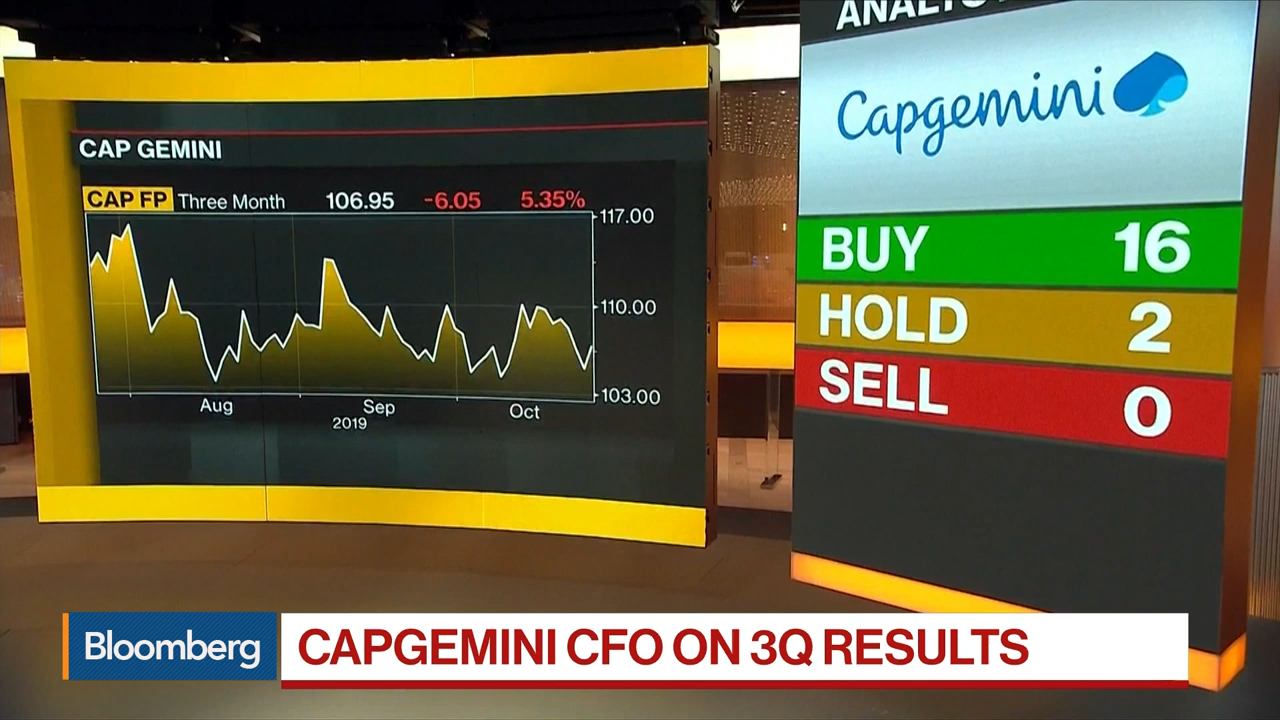 CAP GEMINI
CAP FP Three Month 106.95 -6.05 5.35%
117.00
110.00
103.00
Aug Sep Oct
2019
Capgemini
BUY 16
HOLD 2
SELL 0
Bloomberg CAPGEMINI CFO ON 3Q RESULTS